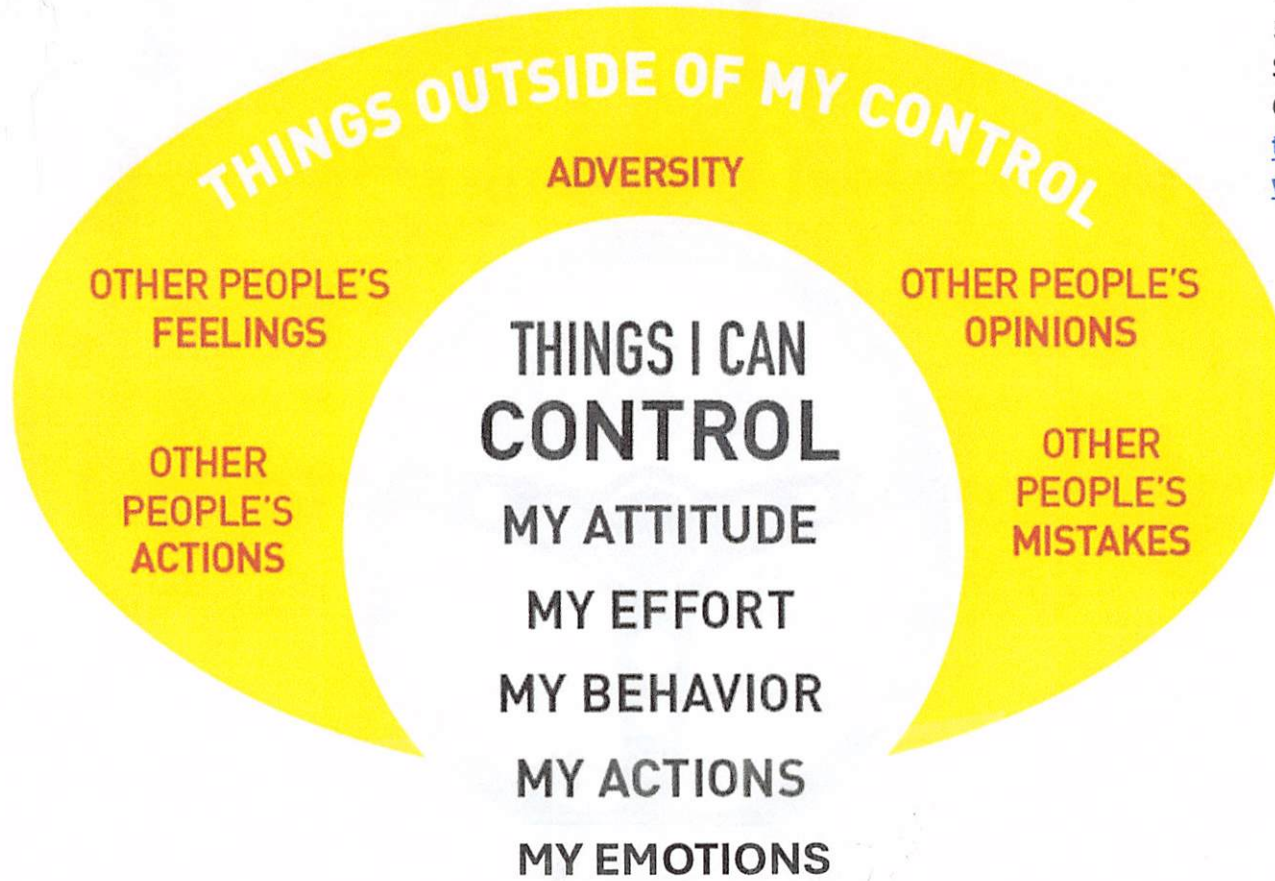 THINGS OUTSIDE OF MY CONTROL
ADVERSITY
OTHER PEOPLE'S
FEELINGS
OTHER PEOPLE'S
OPINIONS
OTHER
PEOPLE'S
ACTIONS
OTHER
PEOPLE'S
MISTAKES
THINGS I CAN
CONTROL
MY ATTITUDE
MY EFFORT
MY BEHAVIOR
MY ACTIONS
MY EMOTIONS